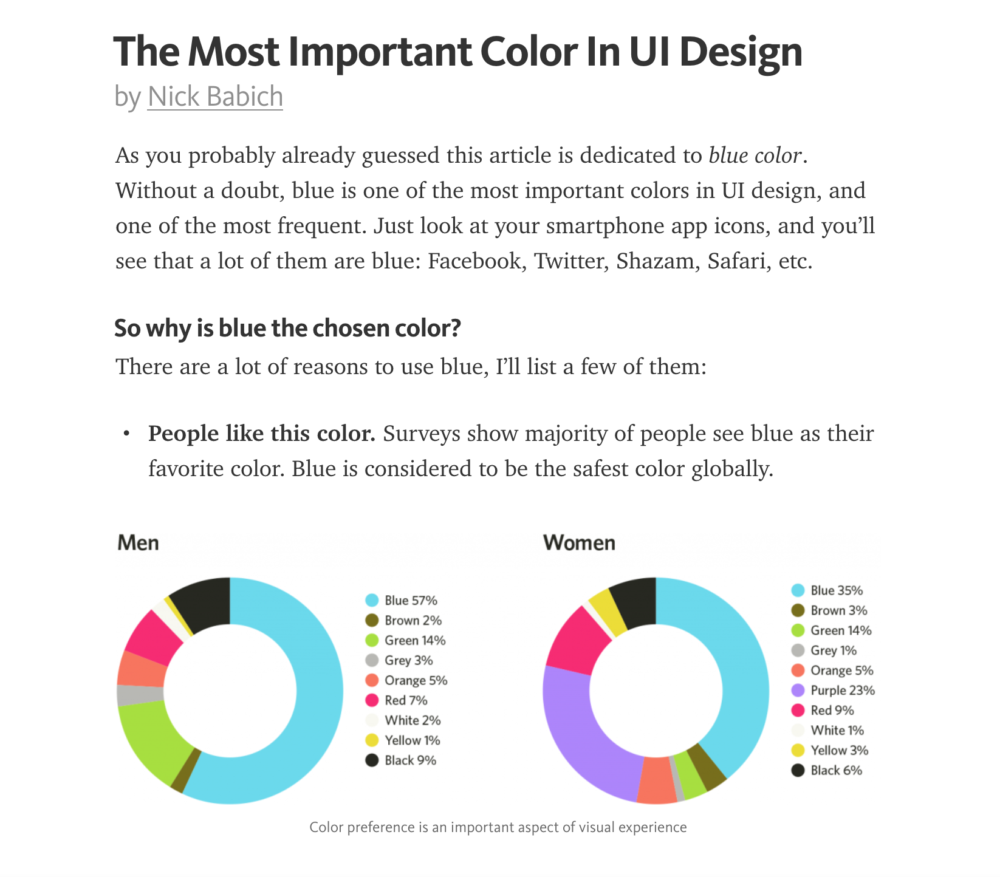 The Most Important Color In UI Design
by Nick Babich
As you probably already guessed this article is dedicated to blue color.
Without a doubt, blue is one of the most important colors in UI design, and
one of the most frequent. Just look at your smartphone app icons, and you’ll
see that a lot of them are blue: Facebook, Twitter, Shazam, Safari, etc.
So why is blue the chosen color?
There are a lot of reasons to use blue, I’ll list a few of them:
• People like this color. Surveys show majority of people see blue as their
favorite color. Blue is considered to be the safest color globally.
Men
Blue 57%
Brown 2%
Green 14%
Grey 3%
Orange 5%
Red 7%
White 2%
Yellow 1%
Black 9%
Women
Blue 35%
Brown 3%
Green 14%
Grey 1%
Orange 5%
Purple 23%
Red 9%
White 1%
Yellow 3%
Black 6%
Color preference is an important aspect of visual experience